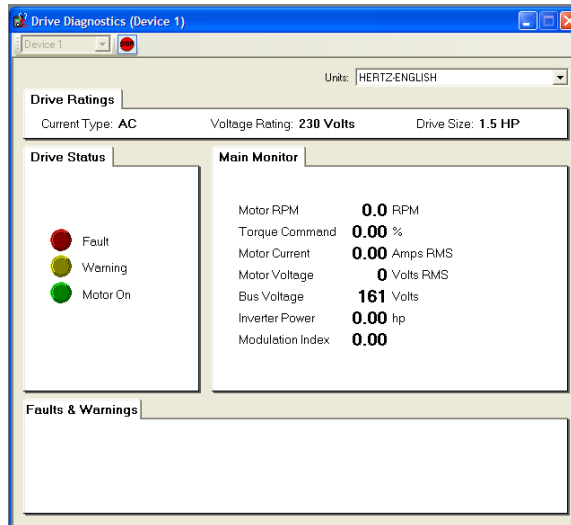 Drive Diagnostics (Device 1)
Device 1
STOP
Units: HERTZ-ENGLISH
Drive Ratings
Current Type: AC Voltage Rating: 230 Volts Drive Size: 1.5 HP
Drive Status
Fault
Warning
Motor On
Main Monitor
Motor RPM 0.0 RPM
Torque Command 0.00 %
Motor Current 0.00 Amps RMS
Motor Voltage 0 Volts RMS
Bus Voltage 161 Volts
Inverter Power 0.00 hp
Modulation Index 0.00
Faults & Warnings